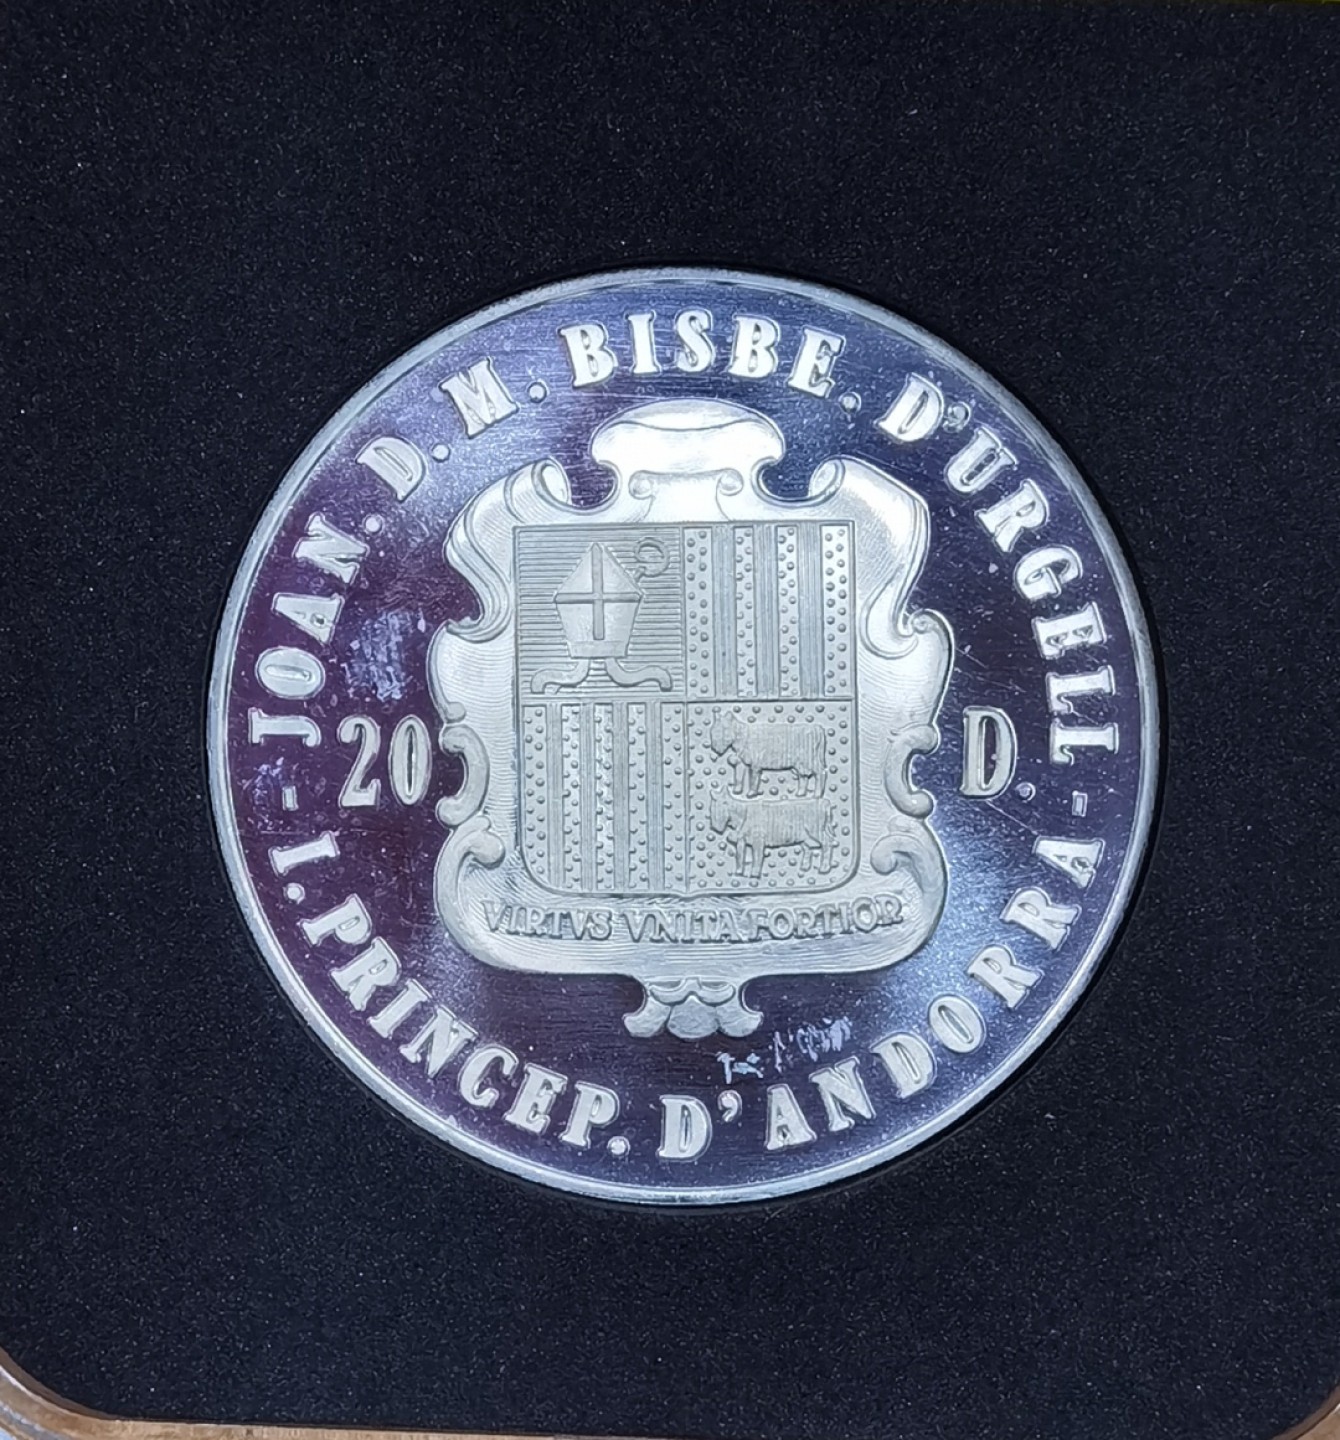 - JOAN. D. M. BISBE. D'URGELL -
I. PRINCEP. D'ANDORRA
20 D.
VIRTVS VNITA FORTIOR